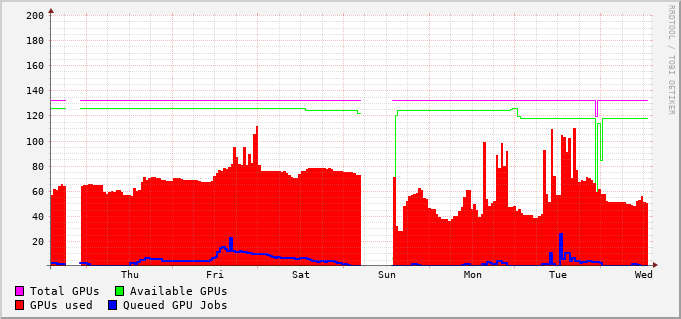 200
180
160
140
120
100
80
60
40
20
Thu Fri Sat Sun Mon Tue Wed
Total GPUs Available GPUs
GPUs used Queued GPU Jobs
RRDTOOL / TOBI OETIKER